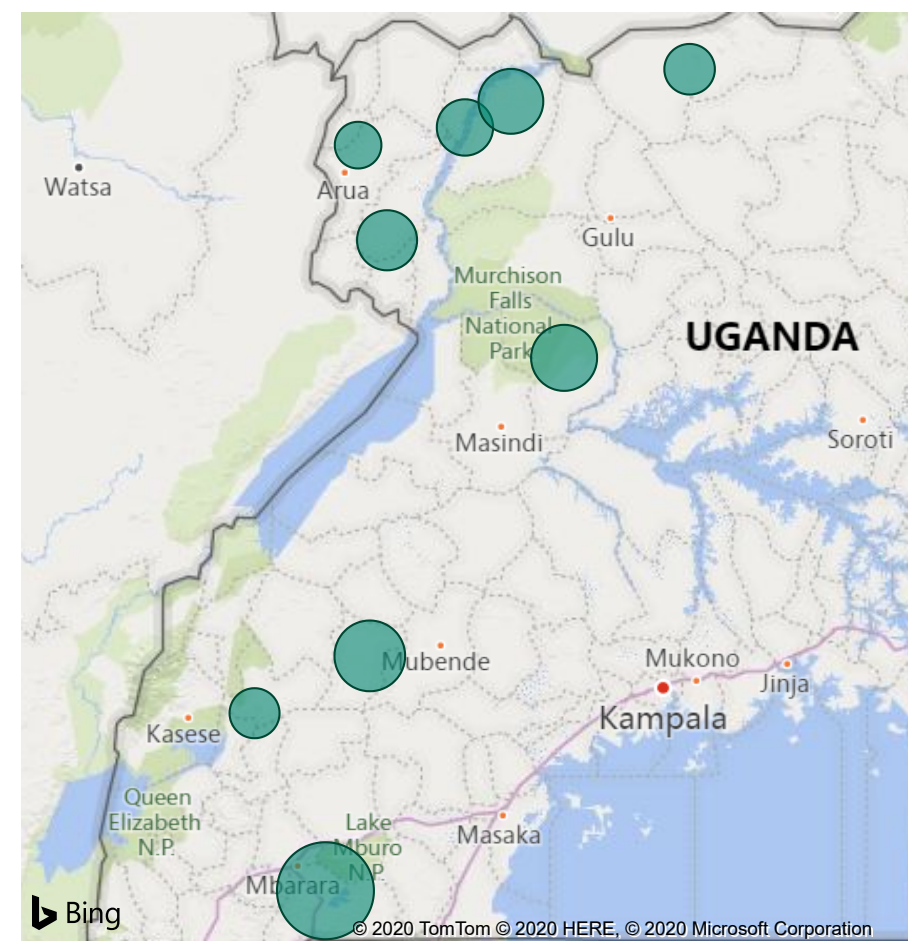 Watsa
Arua
Gulu
Murchison
Falls
National
Park
UGANDA
Masindi
Soroti
Mubende
Mukono
Jinja
Kampala
Kasese
Queen
Elizabeth
N.P.
Lake
Mburo
N.P.
Masaka
Mbarara
Bing
© 2020 TomTom © 2020 HERE, © 2020 Microsoft Corporation